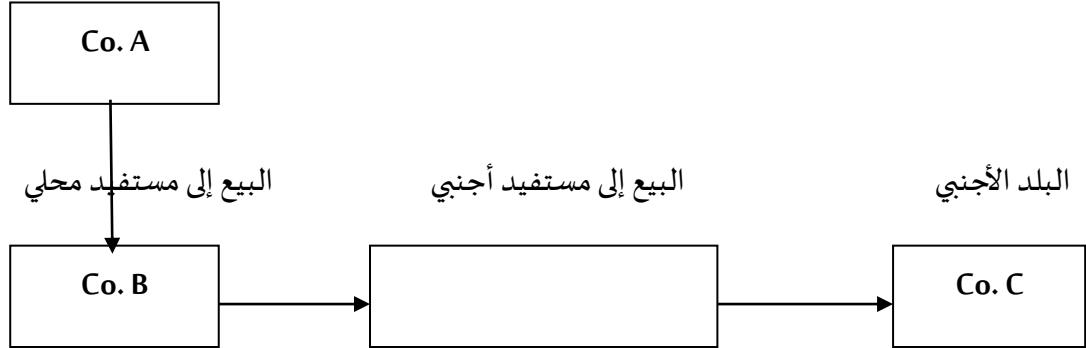 Co. A
البيع إلى مستفيد محلي
البيع إلى مستفيد أجنبي
البلد الأجنبي
Co. B
Co. C